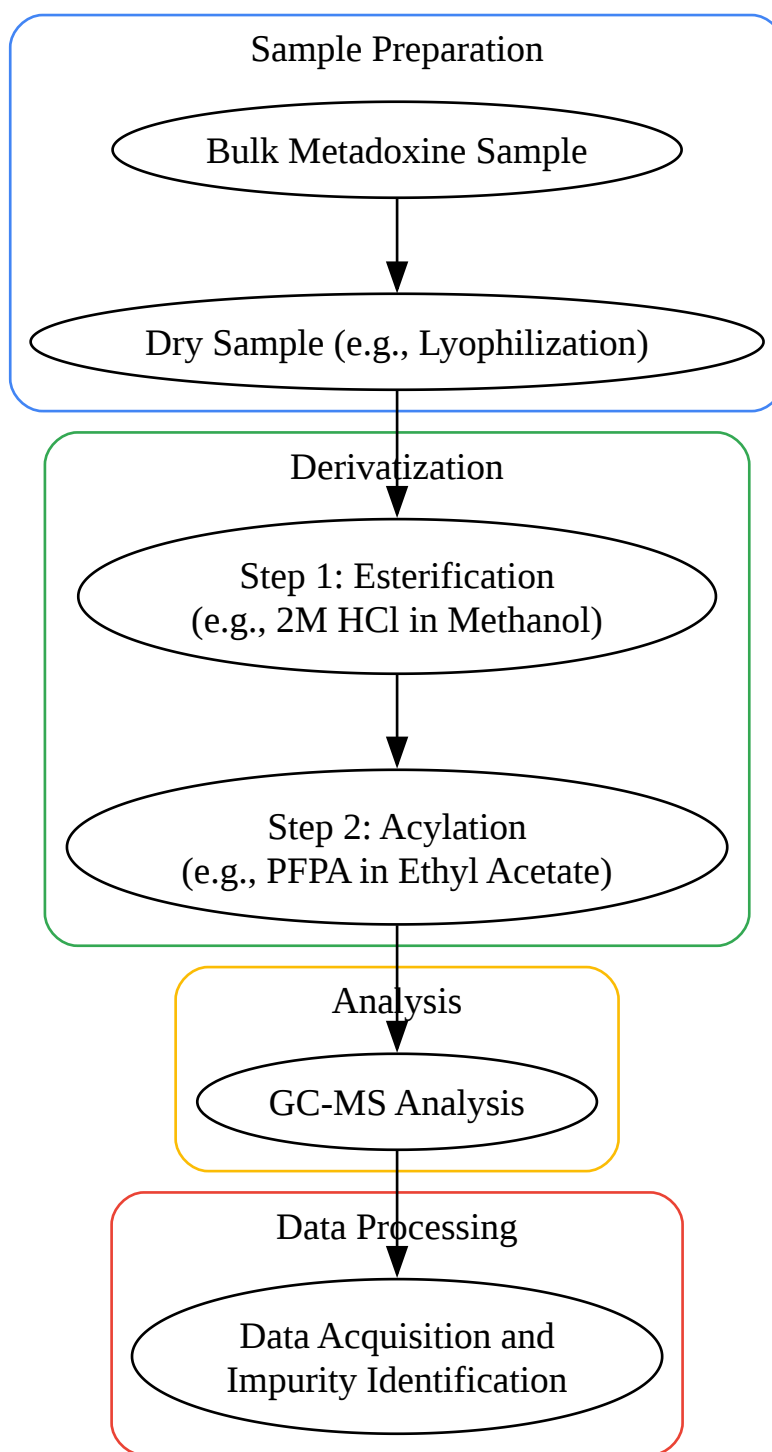 Sample Preparation
Bulk Metadoxine Sample
Dry Sample (e.g., Lyophilization)
Derivatization
Step 1: Esterification
(e.g., 2M HCl in Methanol)
Step 2: Acylation
(e.g., PFPA in Ethyl Acetate)
Analysis
GC-MS Analysis
Data Processing
Data Acquisition and
Impurity Identification